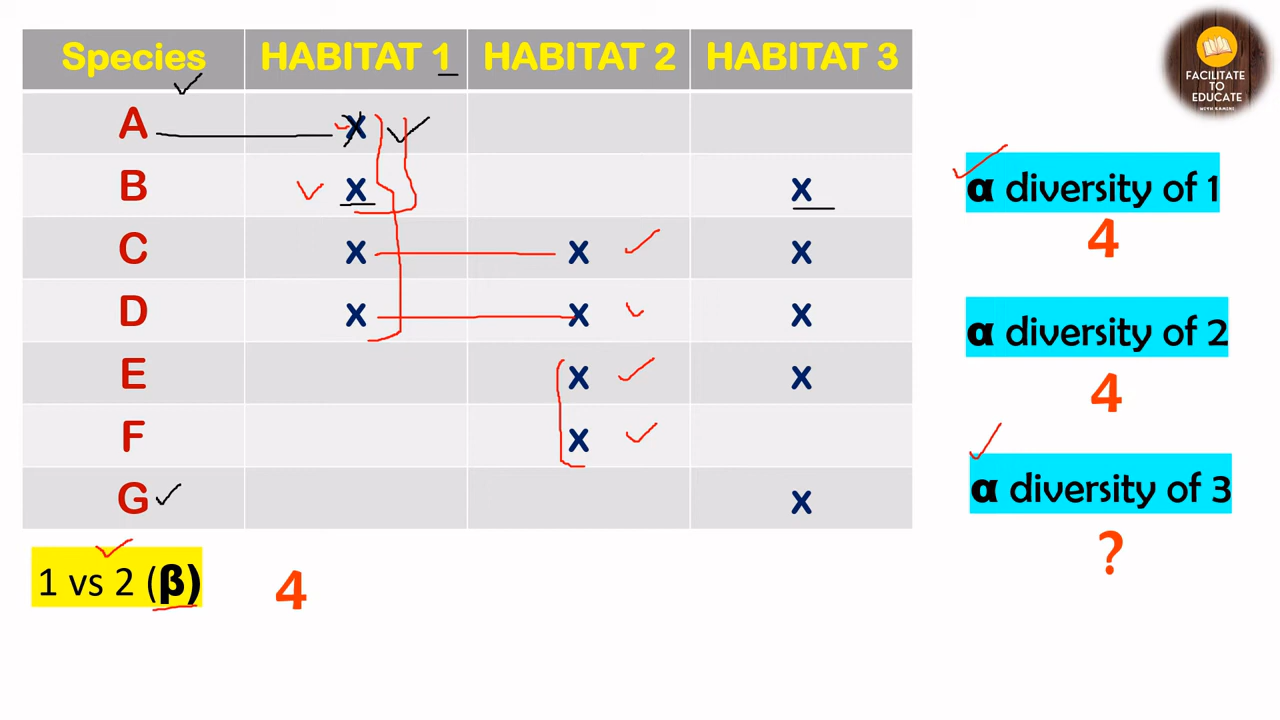 Species HABITAT 1 HABITAT 2 HABITAT 3
A X
B X X
C X X X
D X X X
E X X
F X
G X
1 vs 2 (β) 4
FACILITATE
TO
EDUCATE
α diversity of 1
4
α diversity of 2
4
α diversity of 3
?